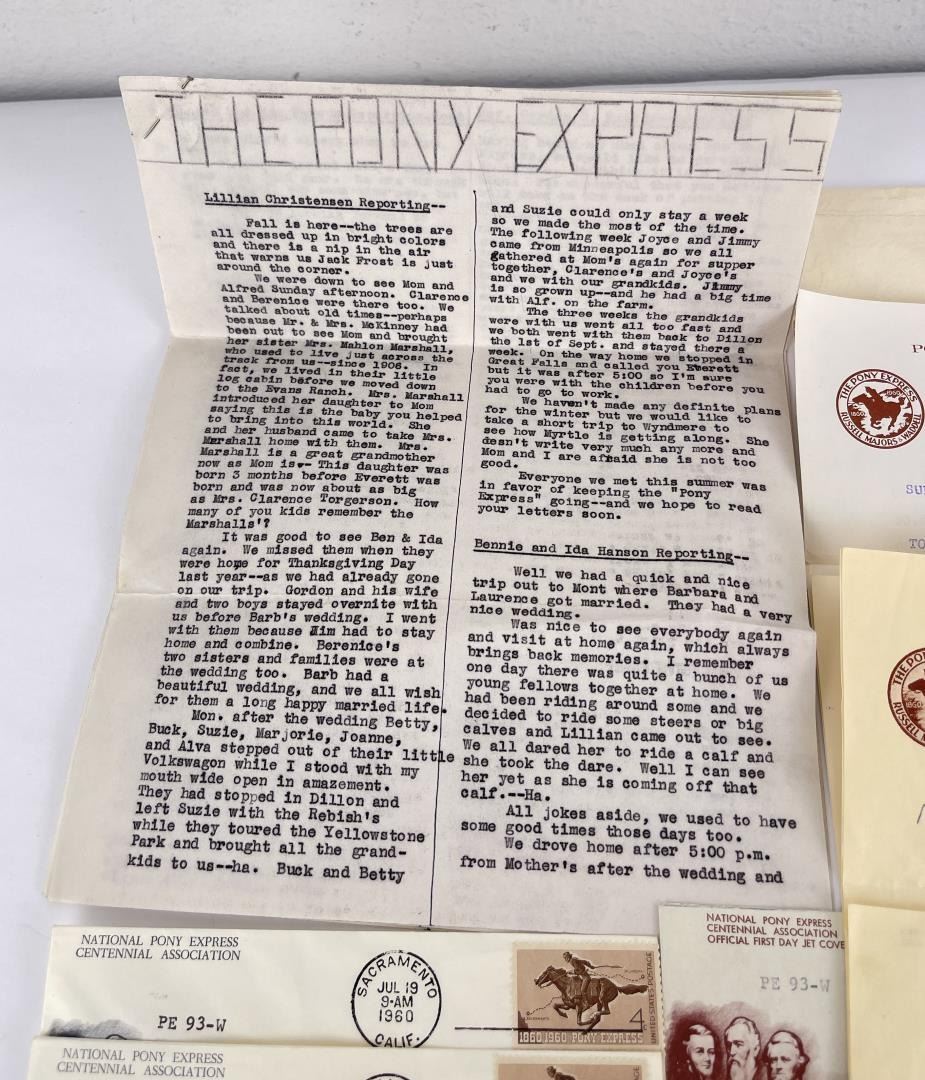 THE PONY EXPRESS
Lillian Christensen Reporting--
Fall is here--the trees are
all dressed up in bright colors
and there is a nip in the air
that warns us Jack Frost is just
around the corner.
We were down to see Mom and
Alfred Sunday afternoon. Clarence
and Berenice were there too. We
talked about old times--perhaps
because Mr. & Mrs. McKinney had
been out to see Mom and brought
her sister Mrs. Mahlon Marshall,
who used to live just across the
track from us--since 1906. In
fact, we lived in their little
log cabin before we moved down
to the Evans Ranch. Mrs. Marshall
introduced her daughter to Mom
saying this is the baby you helped
to bring into this world. She
and her husband came to take Mrs.
Marshall home with them. Mrs.
Marshall is a great grandmother
now as Mom is-- This daughter was
born 3 months before Everett was
born and was now about as big
as Mrs. Clarence Torgerson. How
many of you kids remember the
Marshalls'?
It was good to see Ben & Ida
again. We missed them when they
were home for Thanksgiving Day
last year--as we had already gone
on our trip. Gordon and his wife
and two boys stayed overnite with
us before Barb's wedding. I went
with them because Him had to stay
home and combine. Berenice's
two sisters and families were at
the wedding too. Barb had a
beautiful wedding, and we all wish
for them a long happy married life.
Mon. after the wedding Betty,
Buck, Suzie, Marjorie, Joanne,
and Alva stepped out of their little
Volkswagon while I stood with my
mouth wide open in amazement.
They had stopped in Dillon and
left Suzie with the Rebish's
while they toured the Yellowstone
Park and brought all the grand-
kids to us--ha. Buck and Betty
and Suzie could only stay a week
so we made the most of the time.
The following week Joyce and Jimmy
came from Minneapolis so we all
gathered at Mom's again for supper
together, Clarence's and Joyce's
and we with our grandkids. Jimmy
is so grown up--and he had a big time
with Alf. on the farm.
The three weeks the grandkids
were with us went all too fast and
we both went with them back to Dillon
the 1st of Sept. and stayed there a
week. On the way home we stopped in
Great Falls and called you Everett
but it was after 5:00 so I'm sure
you were with the children before you
had to go to work.
We haven't made any definite plans
for the winter but we would like to
take a short trip to Wyndmere to
see how Myrtle is getting along. She
desn't write very much any more and
Mom and I are afraid she is not too
good.
Everyone we met this summer was
in favor of keeping the "Pony
Express" going--and we hope to read
your letters soon.
Bennie and Ida Hanson Reporting--
Well we had a quick and nice
trip out to Mont where Barbara and
Laurence got married. They had a very
nice wedding.
Was nice to see everybody again
and visit at home again, which always
brings back memories. I remember
one day there was quite a bunch of us
young fellows together at home. We
had been riding around some and we
decided to ride some steers or big
calves and Lillian came out to see.
We all dared her to ride a calf and
she took the dare. Well I can see
her yet as she is coming off that
calf.--Ha.
All jokes aside, we used to have
some good times those days too.
We drove home after 5:00 p.m.
from Mother's after the wedding and
THE PONY EXPRESS
1860 1960
RUSSELL MAJORS & WADDELL
SU
TO
THE PO
1860
RUSSELL M
NATIONAL PONY EXPRESS
CENTENNIAL ASSOCIATION
PE 93-W
SACRAMENTO
JUL 19
9-AM
1960
CALIF.
UNITED STATES POSTAGE
4¢
1860-1960 PONY EXPRESS
NATIONAL PONY EXPRESS
CENTENNIAL ASSOCIATION
OFFICIAL FIRST DAY JET COVE
PE 93-W
NATIONAL PONY EXPRESS
CENTENNIAL ASSOCIATION